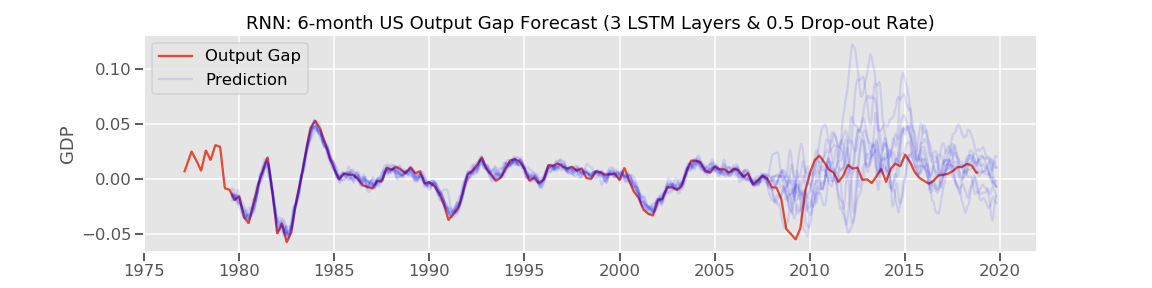 RNN: 6-month US Output Gap Forecast (3 LSTM Layers & 0.5 Drop-out Rate)
Output Gap
Prediction
0.10
0.05
0.00
−0.05
GDP
1975 1980 1985 1990 1995 2000 2005 2010 2015 2020